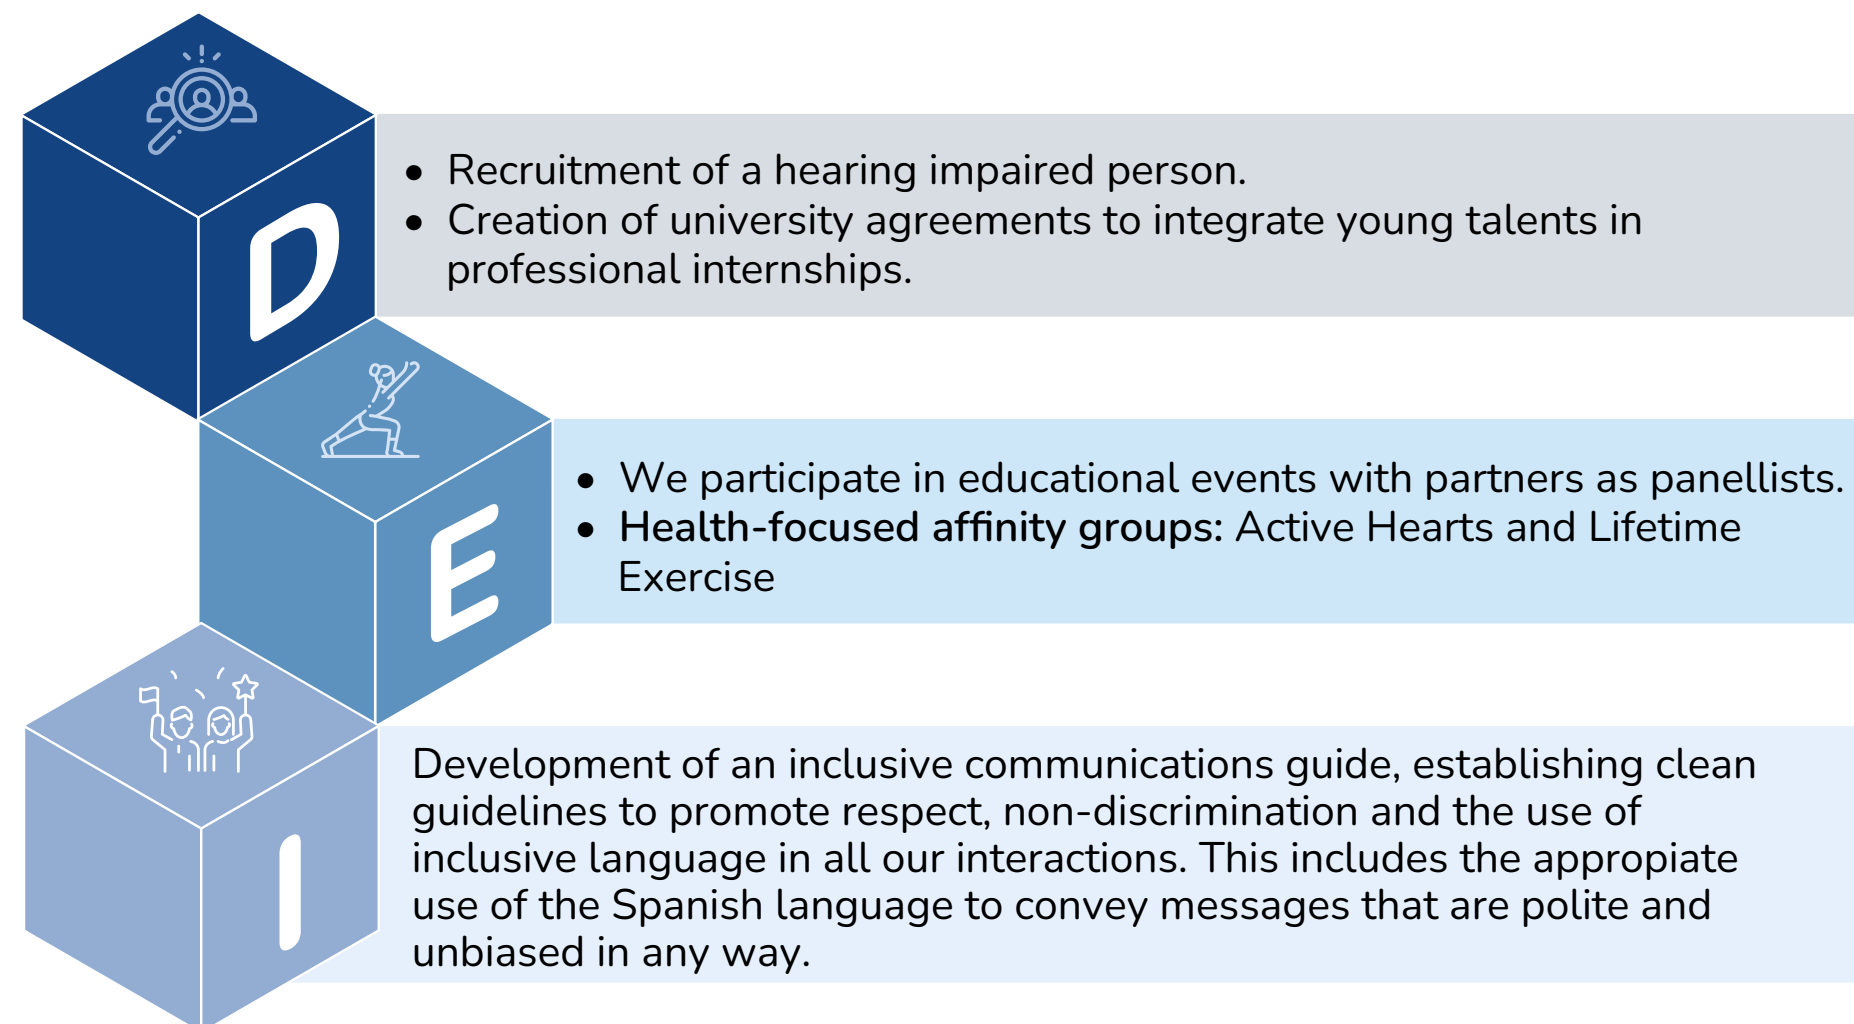 D
• Recruitment of a hearing impaired person.
• Creation of university agreements to integrate young talents in
professional internships.
E
• We participate in educational events with partners as panellists.
• Health-focused affinity groups: Active Hearts and Lifetime
Exercise
I
Development of an inclusive communications guide, establishing clean
guidelines to promote respect, non-discrimination and the use of
inclusive language in all our interactions. This includes the appropiate
use of the Spanish language to convey messages that are polite and
unbiased in any way.